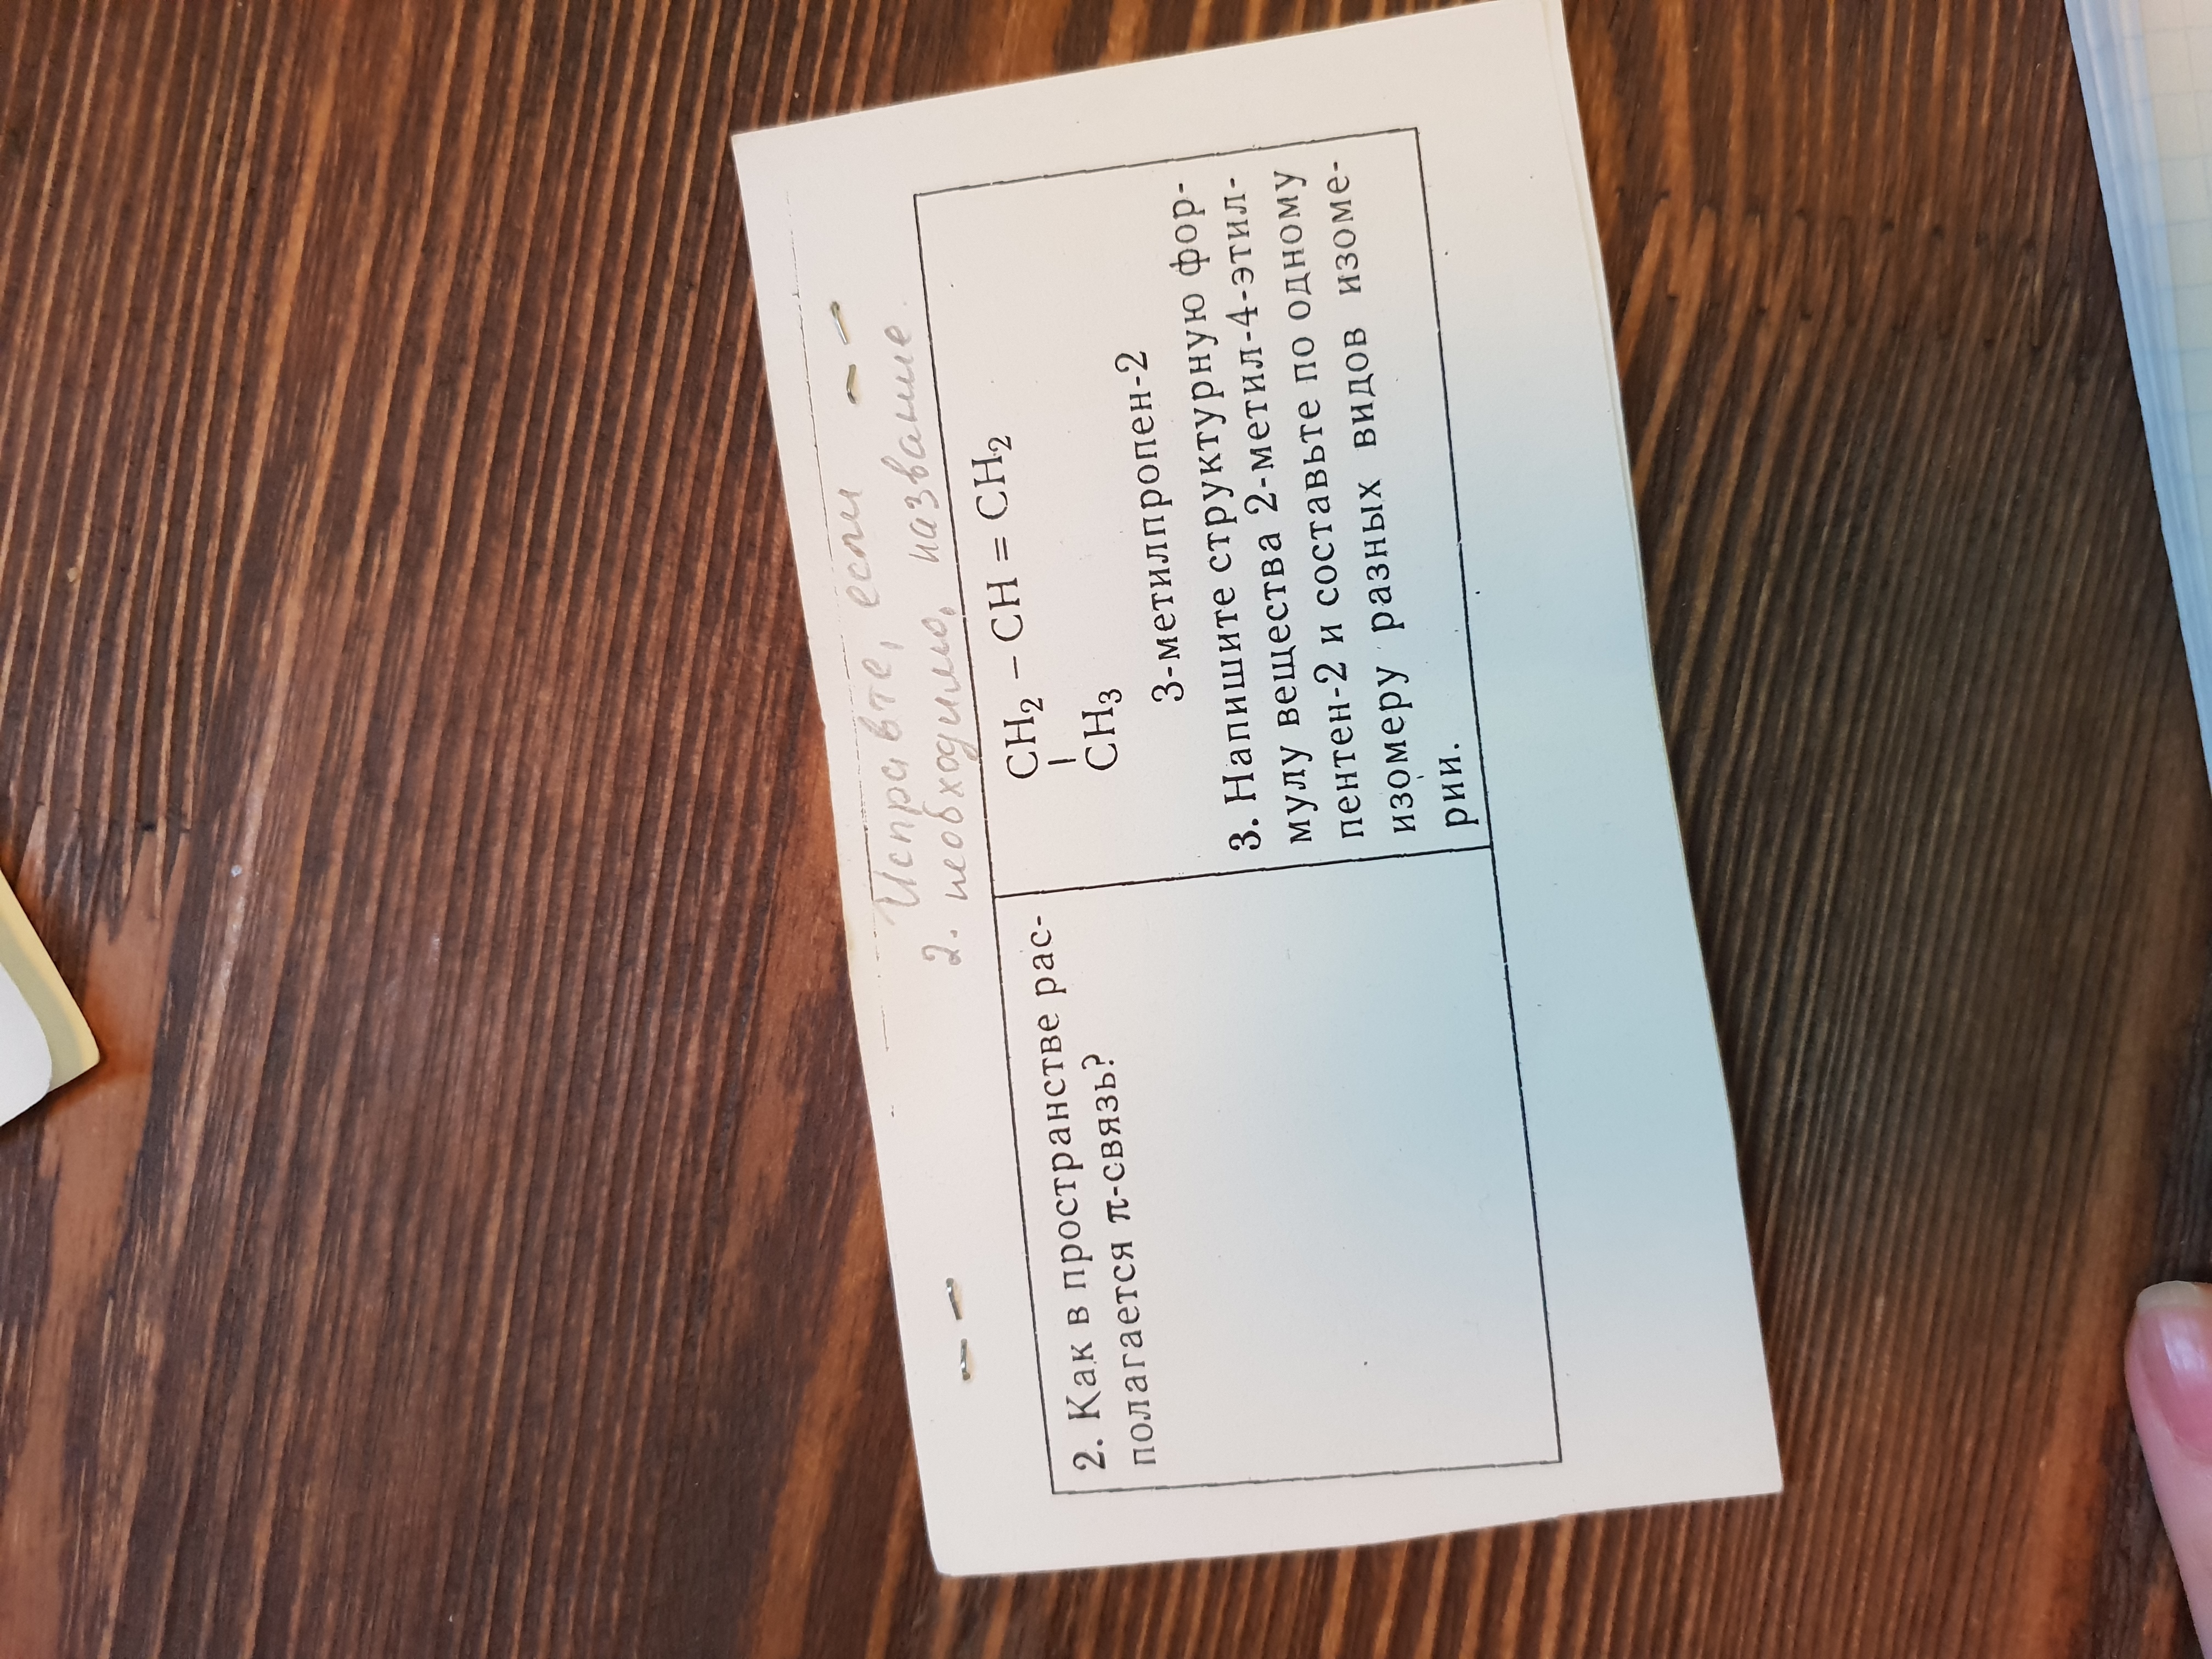 Исправьте, если
2. необходимо, название.
2. Как в пространстве рас-
полагается π-связь?
CH₂ – CH = CH₂
|
CH₃
3-метилпропен-2
3. Напишите структурную фор-
мулу вещества 2-метил-4-этил-
пентен-2 и составьте по одному
изомеру разных видов изоме-
рии.